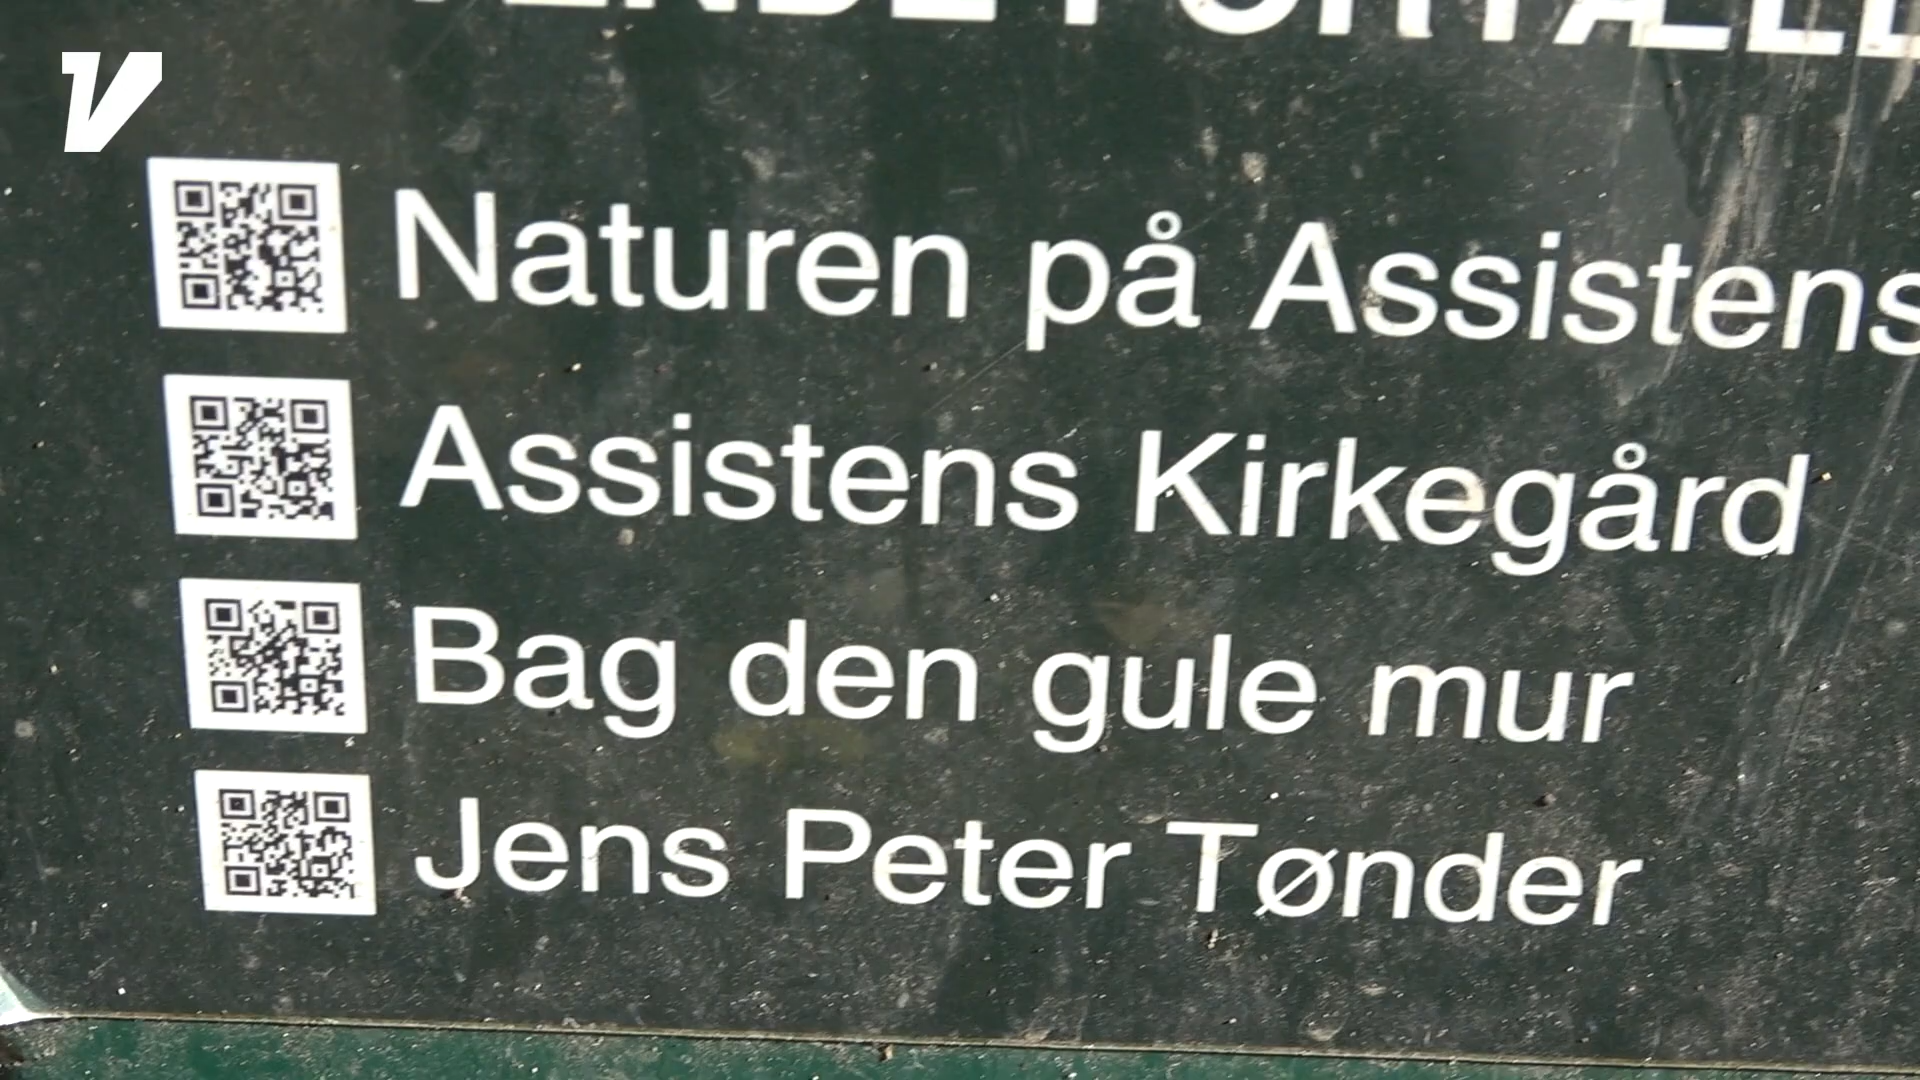 Naturen på Assistens
Assistens Kirkegård
Bag den gule mur
Jens Peter Tønder